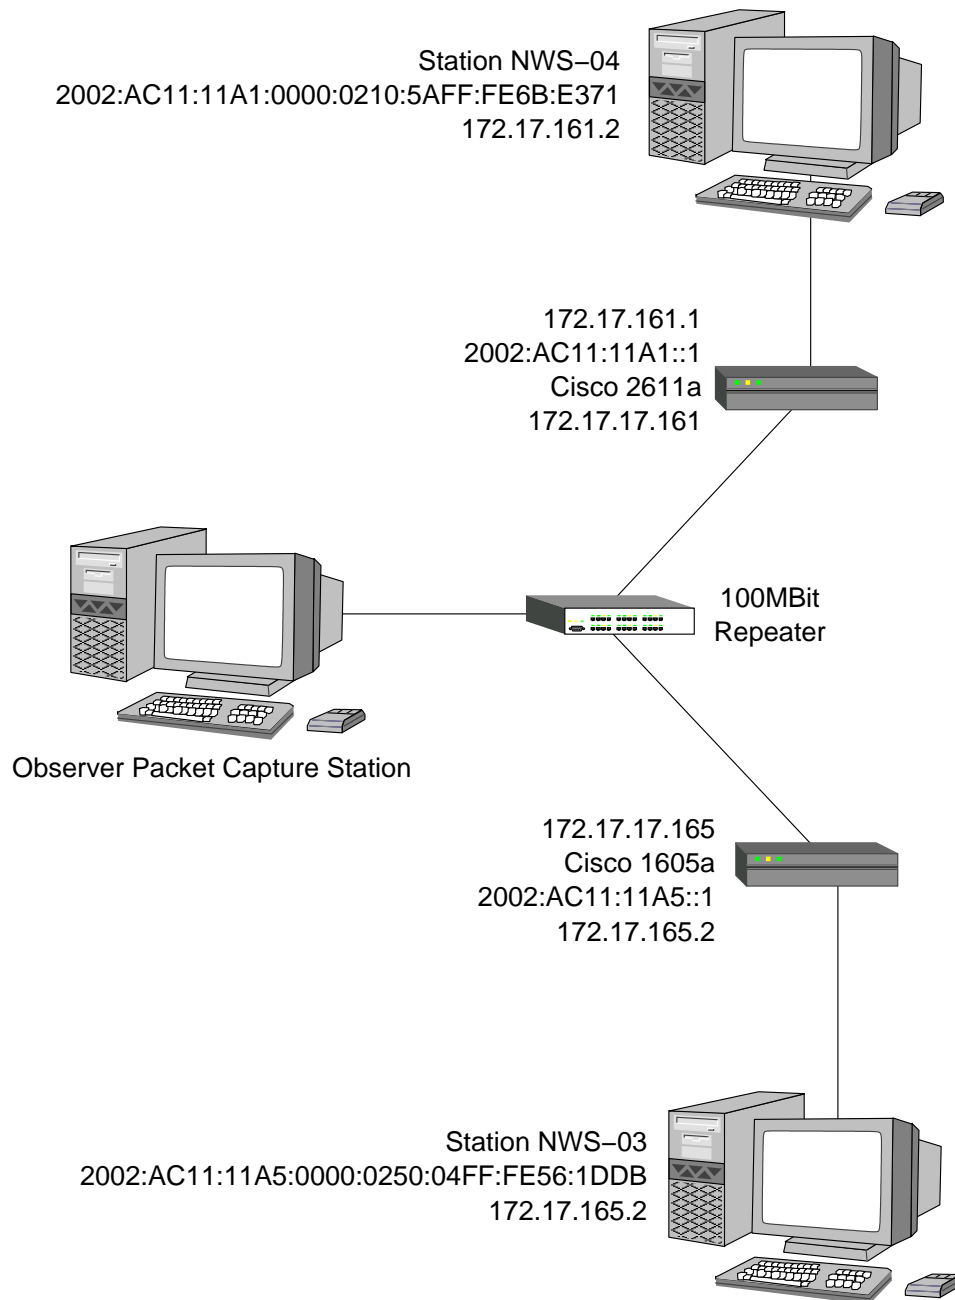 Station NWS−04
2002:AC11:11A1:0000:0210:5AFF:FE6B:E371
172.17.161.2
172.17.161.1
2002:AC11:11A1::1
Cisco 2611a
172.17.17.161
100MBit
Repeater
Observer Packet Capture Station
172.17.17.165
Cisco 1605a
2002:AC11:11A5::1
172.17.165.2
Station NWS−03
2002:AC11:11A5:0000:0250:04FF:FE56:1DDB
172.17.165.2